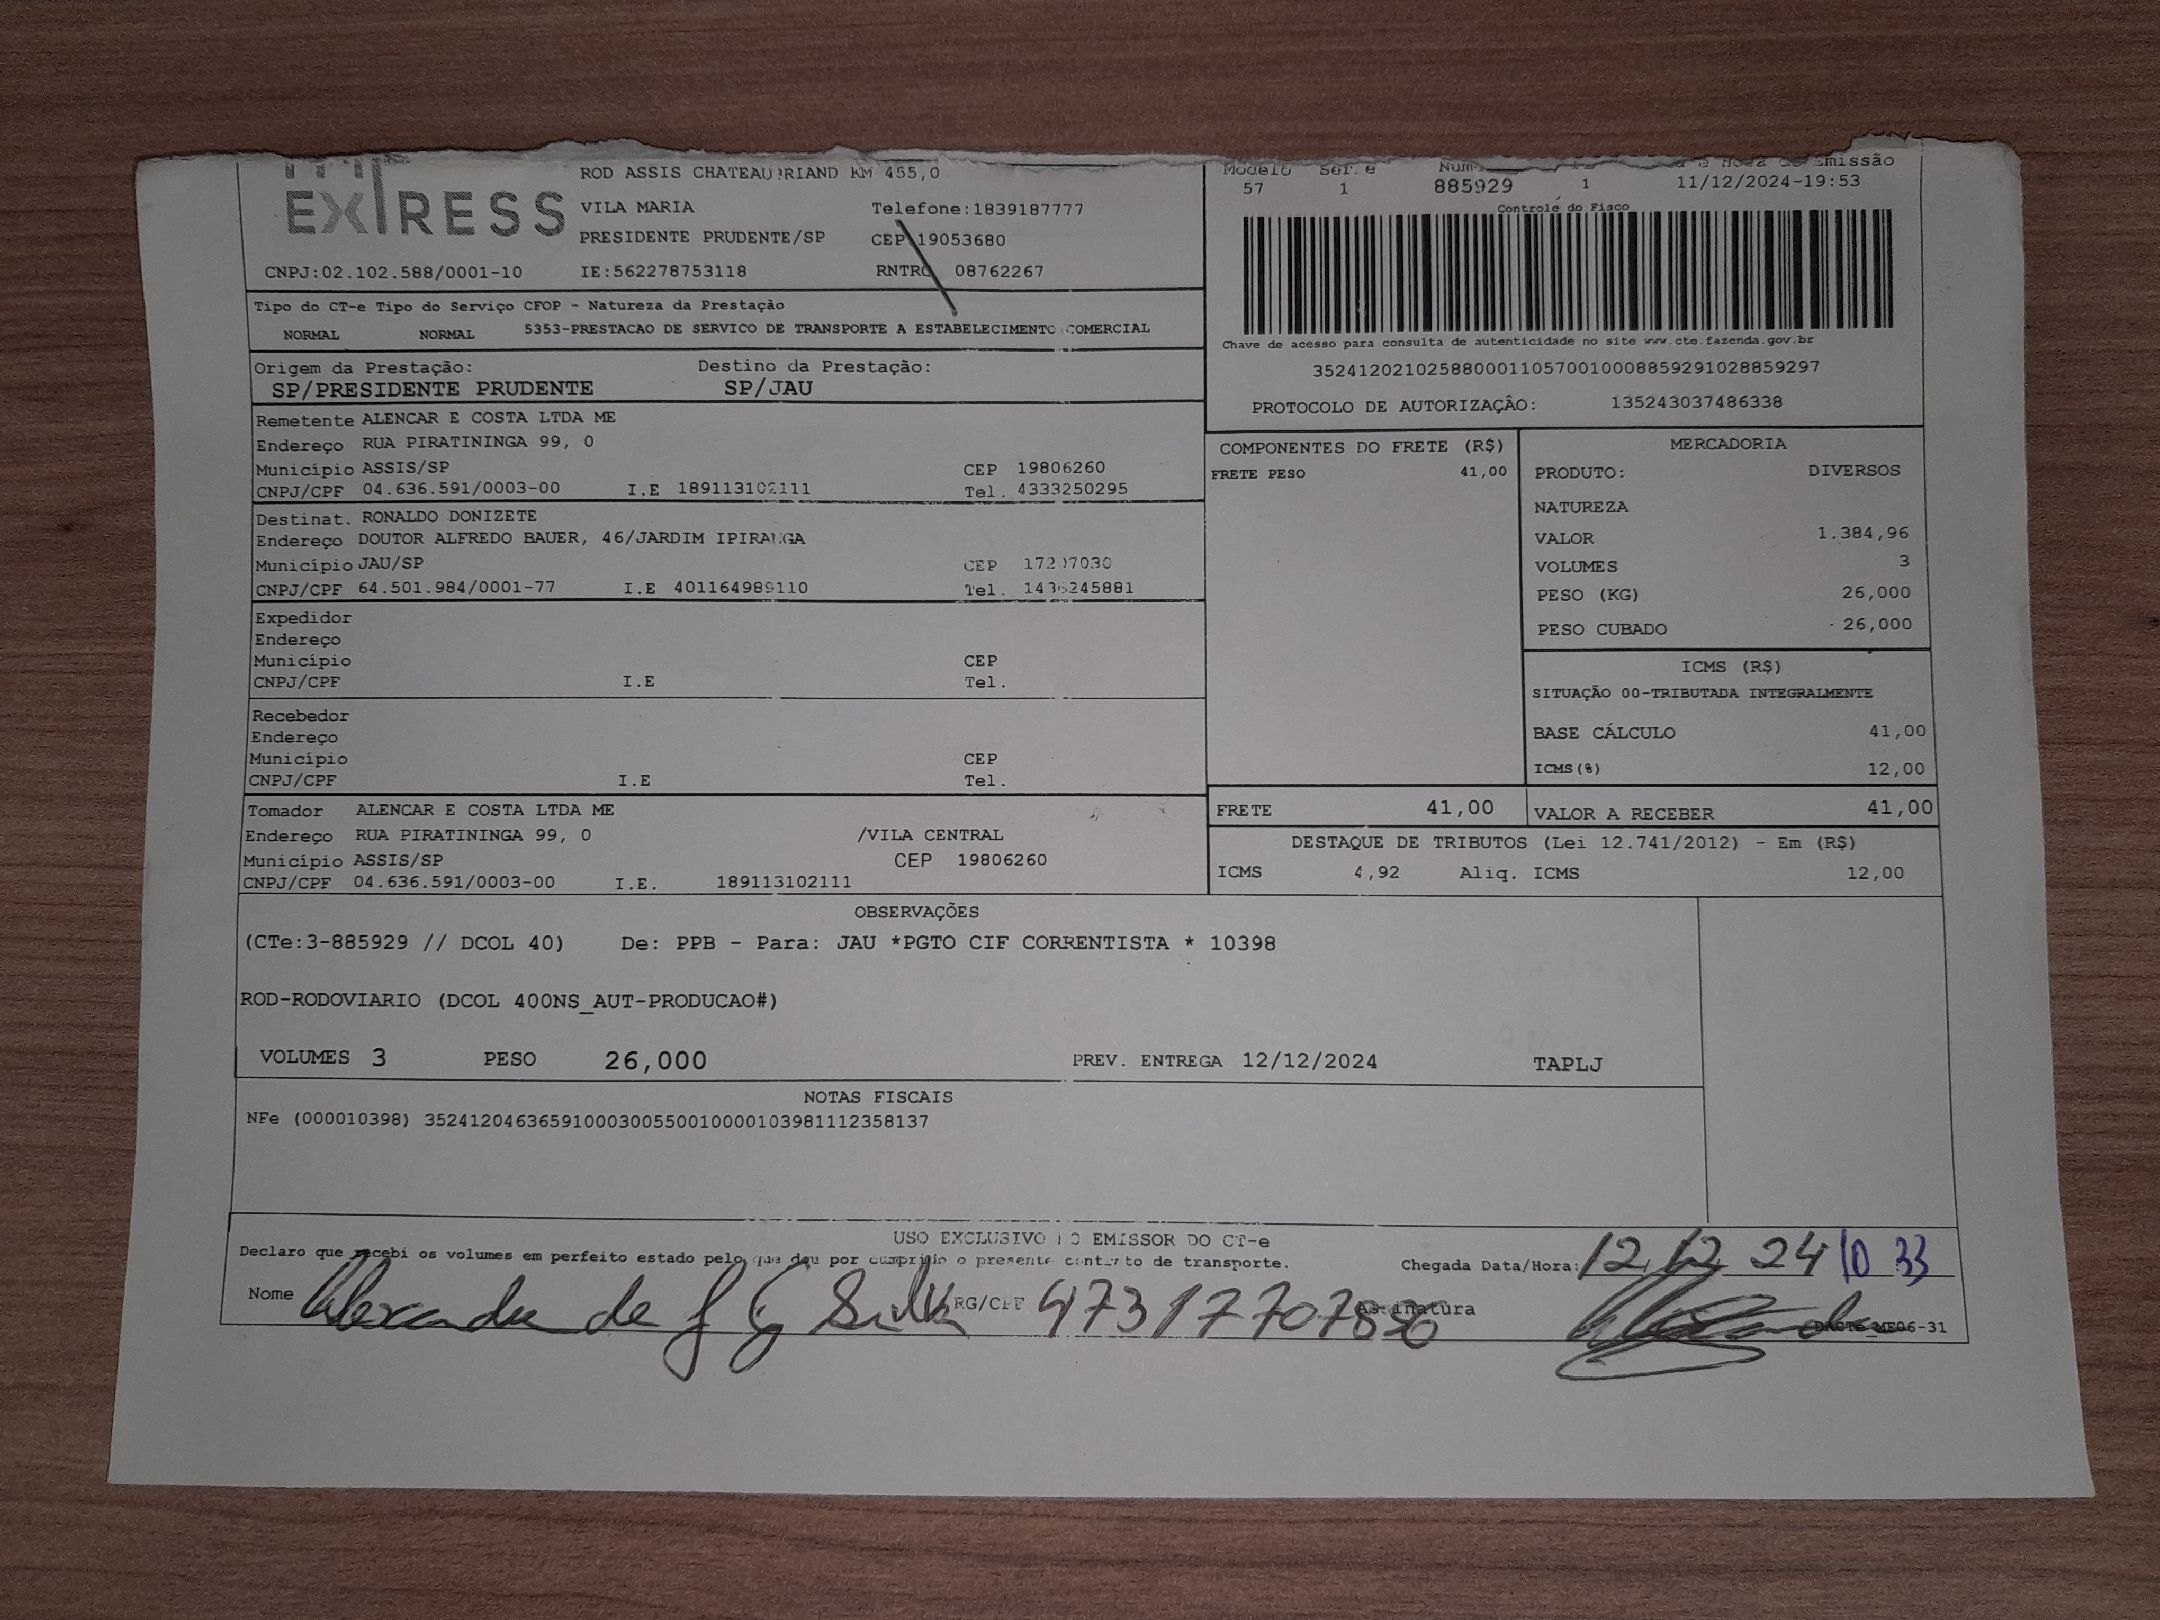 EXPRESS
ROD ASSIS CHATEAUBRIAND KM 455,0
VILA MARIA Telefone:1839187777
PRESIDENTE PRUDENTE/SP CEP 19053680
CNPJ:02.102.588/0001-10 IE:562278753118 RNTRC 08762267
Modelo Serie
57 1 885929 1 11/12/2024-19:53
Controle do Fisco
Tipo do CT-e Tipo do Serviço CFOP - Natureza da Prestação
NORMAL NORMAL 5353-PRESTACAO DE SERVICO DE TRANSPORTE A ESTABELECIMENTO COMERCIAL
Chave de acesso para consulta de autenticidade no site www.cte.fazenda.gov.br
35241202102588000110570010008859291028859297
PROTOCOLO DE AUTORIZAÇÃO: 135243037486338
Origem da Prestação: Destino da Prestação:
SP/PRESIDENTE PRUDENTE SP/JAU
Remetente ALENCAR E COSTA LTDA ME
Endereço RUA PIRATININGA 99, 0
Município ASSIS/SP CEP 19806260
CNPJ/CPF 04.636.591/0003-00 I.E 189113102111 Tel. 4333250295
Destinat. RONALDO DONIZETE
Endereço DOUTOR ALFREDO BAUER, 46/JARDIM IPIRANGA
Município JAU/SP CEP 17207030
CNPJ/CPF 64.501.984/0001-77 I.E 401164989110 Tel. 1436245881
Expedidor
Endereço
Município CEP
CNPJ/CPF I.E Tel.
Recebedor
Endereço
Município CEP
CNPJ/CPF I.E Tel.
Tomador ALENCAR E COSTA LTDA ME
Endereço RUA PIRATININGA 99, 0 /VILA CENTRAL
Município ASSIS/SP CEP 19806260
CNPJ/CPF 04.636.591/0003-00 I.E. 189113102111
COMPONENTES DO FRETE (R$)
FRETE PESO 41,00
MERCADORIA
PRODUTO: DIVERSOS
NATUREZA
VALOR 1.384,96
VOLUMES 3
PESO (KG) 26,000
PESO CUBADO 26,000
ICMS (R$)
SITUAÇÃO 00-TRIBUTADA INTEGRALMENTE
BASE CÁLCULO 41,00
ICMS(%) 12,00
FRETE 41,00 VALOR A RECEBER 41,00
DESTAQUE DE TRIBUTOS (Lei 12.741/2012) - Em (R$)
ICMS 4,92 Aliq. ICMS 12,00
OBSERVAÇÕES
(CTe:3-885929 // DCOL 40) De: PPB - Para: JAU *PGTO CIF CORRENTISTA * 10398
ROD-RODOVIARIO (DCOL 400NS_AUT-PRODUCAO#)
VOLUMES 3 PESO 26,000 PREV. ENTREGA 12/12/2024 TAPLJ
NOTAS FISCAIS
NFe (000010398) 35241204636591000300550010000103981112358137
USO EXCLUSIVO DO EMISSOR DO CT-e
Declaro que recebi os volumes em perfeito estado pelo que dou por cumprido o presente contrato de transporte. Chegada Data/Hora: 12 12 24 10 33
Nome Alexandre de Silva RG/CPF Assinatura
DACTE_ME06-31